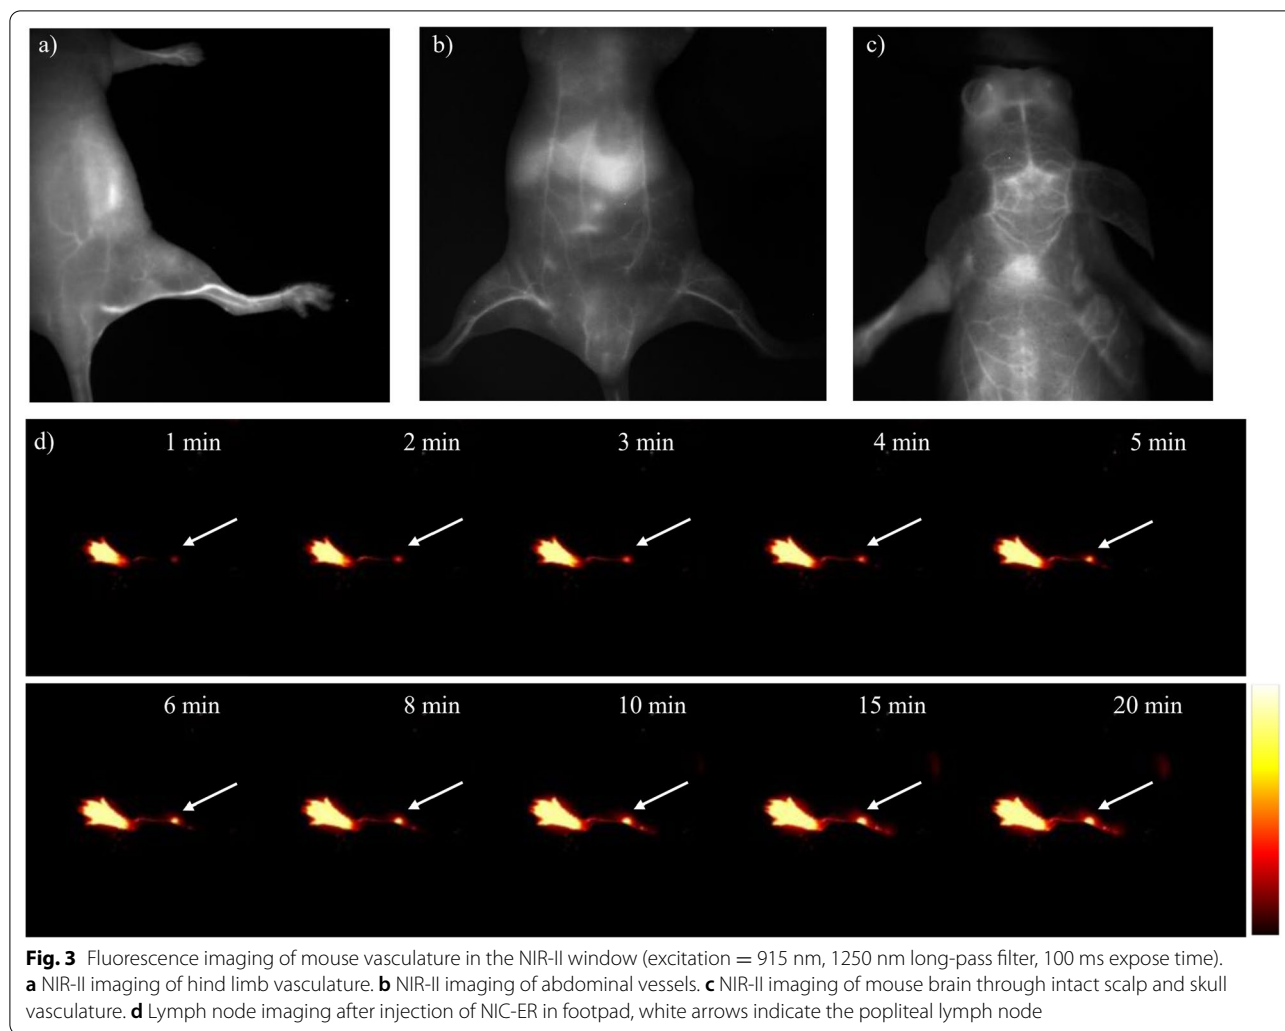 a)
b)
c)
d)
1 min
2 min
3 min
4 min
5 min
6 min
8 min
10 min
15 min
20 min
Fig. 3 Fluorescence imaging of mouse vasculature in the NIR-II window (excitation = 915 nm, 1250 nm long-pass filter, 100 ms expose time).
a NIR-II imaging of hind limb vasculature. b NIR-II imaging of abdominal vessels. c NIR-II imaging of mouse brain through intact scalp and skull
vasculature. d Lymph node imaging after injection of NIC-ER in footpad, white arrows indicate the popliteal lymph node